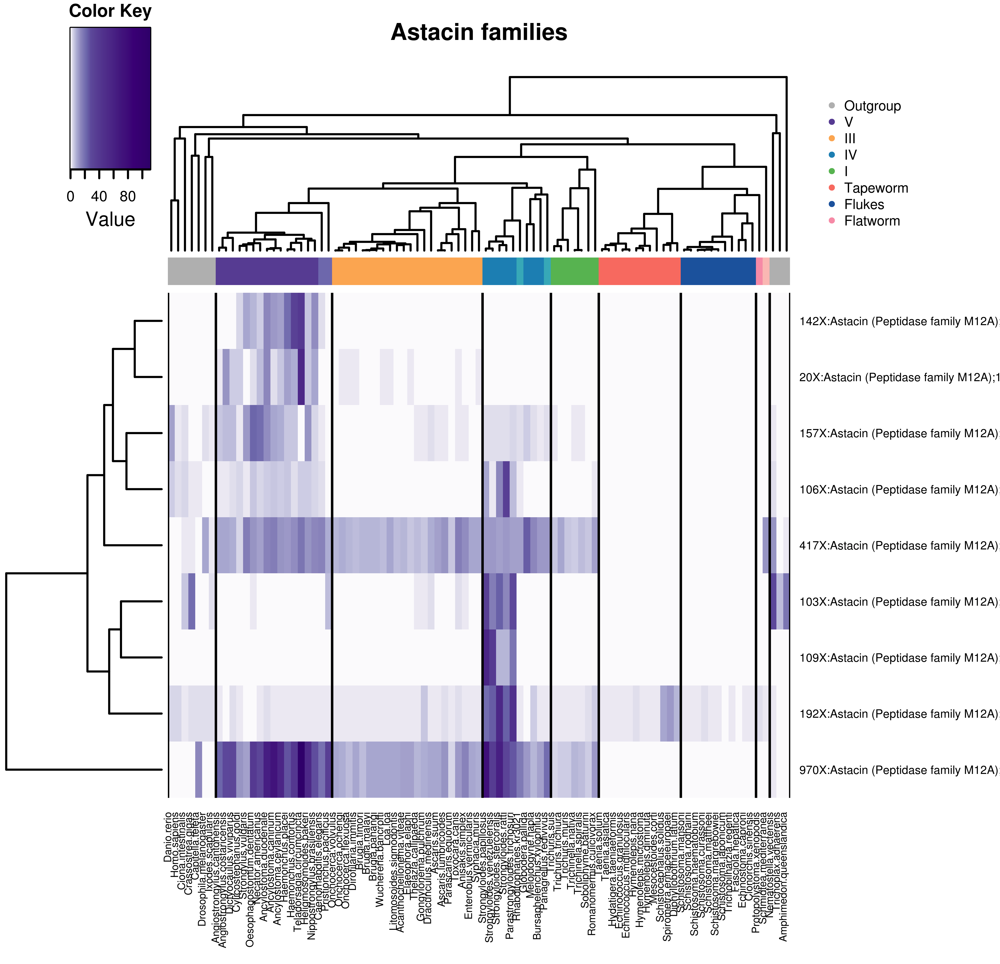 Color Key
0 40 80
Value
Astacin families
Outgroup
V
III
IV
I
Tapeworm
Flukes
Flatworm
142X:Astacin (Peptidase family M12A);
20X:Astacin (Peptidase family M12A);1
157X:Astacin (Peptidase family M12A);
106X:Astacin (Peptidase family M12A);
417X:Astacin (Peptidase family M12A);
103X:Astacin (Peptidase family M12A);
109X:Astacin (Peptidase family M12A);
192X:Astacin (Peptidase family M12A);
970X:Astacin (Peptidase family M12A);
Danio.rerio
Homo.sapiens
Ciona.intestinalis
Crassostrea.gigas
Capitella.teleta
Drosophila.melanogaster
Ixodes.scapularis
Angiostrongylus.cantonensis
Angiostrongylus.costaricensis
Dictyocaulus.viviparus
Cylicostephanus.goldi
Strongylus.vulgaris
Oesophagostomum.dentatum
Necator.americanus
Ancylostoma.duodenale
Ancylostoma.caninum
Ancylostoma.ceylanicum
Haemonchus.placei
Haemonchus.contortus
Teladorsagia.circumcincta
Heligmosomoides.bakeri
Nippostrongylus.brasiliensis
Caenorhabditis.elegans
Pristionchus.pacificus
Onchocerca.volvulus
Onchocerca.ochengi
Onchocerca.flexuosa
Dirofilaria.immitis
Brugia.timori
Brugia.malayi
Brugia.pahangi
Wuchereria.bancrofti
Loa.loa
Litomosoides.sigmodontis
Acanthocheilonema.viteae
Elaeophora.elaphi
Thelazia.callipaeda
Gongylonema.pulchrum
Dracunculus.medinensis
Ascaris.suum
Ascaris.lumbricoides
Parascaris.equorum
Toxocara.canis
Anisakis.simplex
Enterobius.vermicularis
Syphacia.muris
Strongyloides.papillosus
Strongyloides.venezuelensis
Strongyloides.stercoralis
Strongyloides.ratti
Parastrongyloides.trichosuri
Rhabditophanes.kr3021
Globodera.pallida
Meloidogyne.hapla
Bursaphelenchus.xylophilus
Panagrellus.redivivus
Trichuris.suis
Trichuris.trichiura
Trichuris.muris
Trichinella.nativa
Trichinella.spiralis
Soboliphyme.baturini
Romanomermis.culicivorax
Taenia.solium
Taenia.asiatica
Hydatigera.taeniaeformis
Echinococcus.granulosus
Echinococcus.multilocularis
Hymenolepis.nana
Hymenolepis.microstoma
Hymenolepis.diminuta
Mesocestoides.corti
Schistocephalus.solidus
Spirometra.erinaceieuropaei
Diphyllobothrium.latum
Schistosoma.mansoni
Schistosoma.rodhaini
Schistosoma.haematobium
Schistosoma.curassoni
Schistosoma.mattheei
Schistosoma.margrebowiei
Schistosoma.japonicum
Trichobilharzia.regenti
Fasciola.hepatica
Echinostoma.caproni
Clonorchis.sinensis
Protopolystoma.xenopodis
Schmidtea.mediterranea
Nematostella.vectensis
Trichoplax.adhaerens
Amphimedon.queenslandica